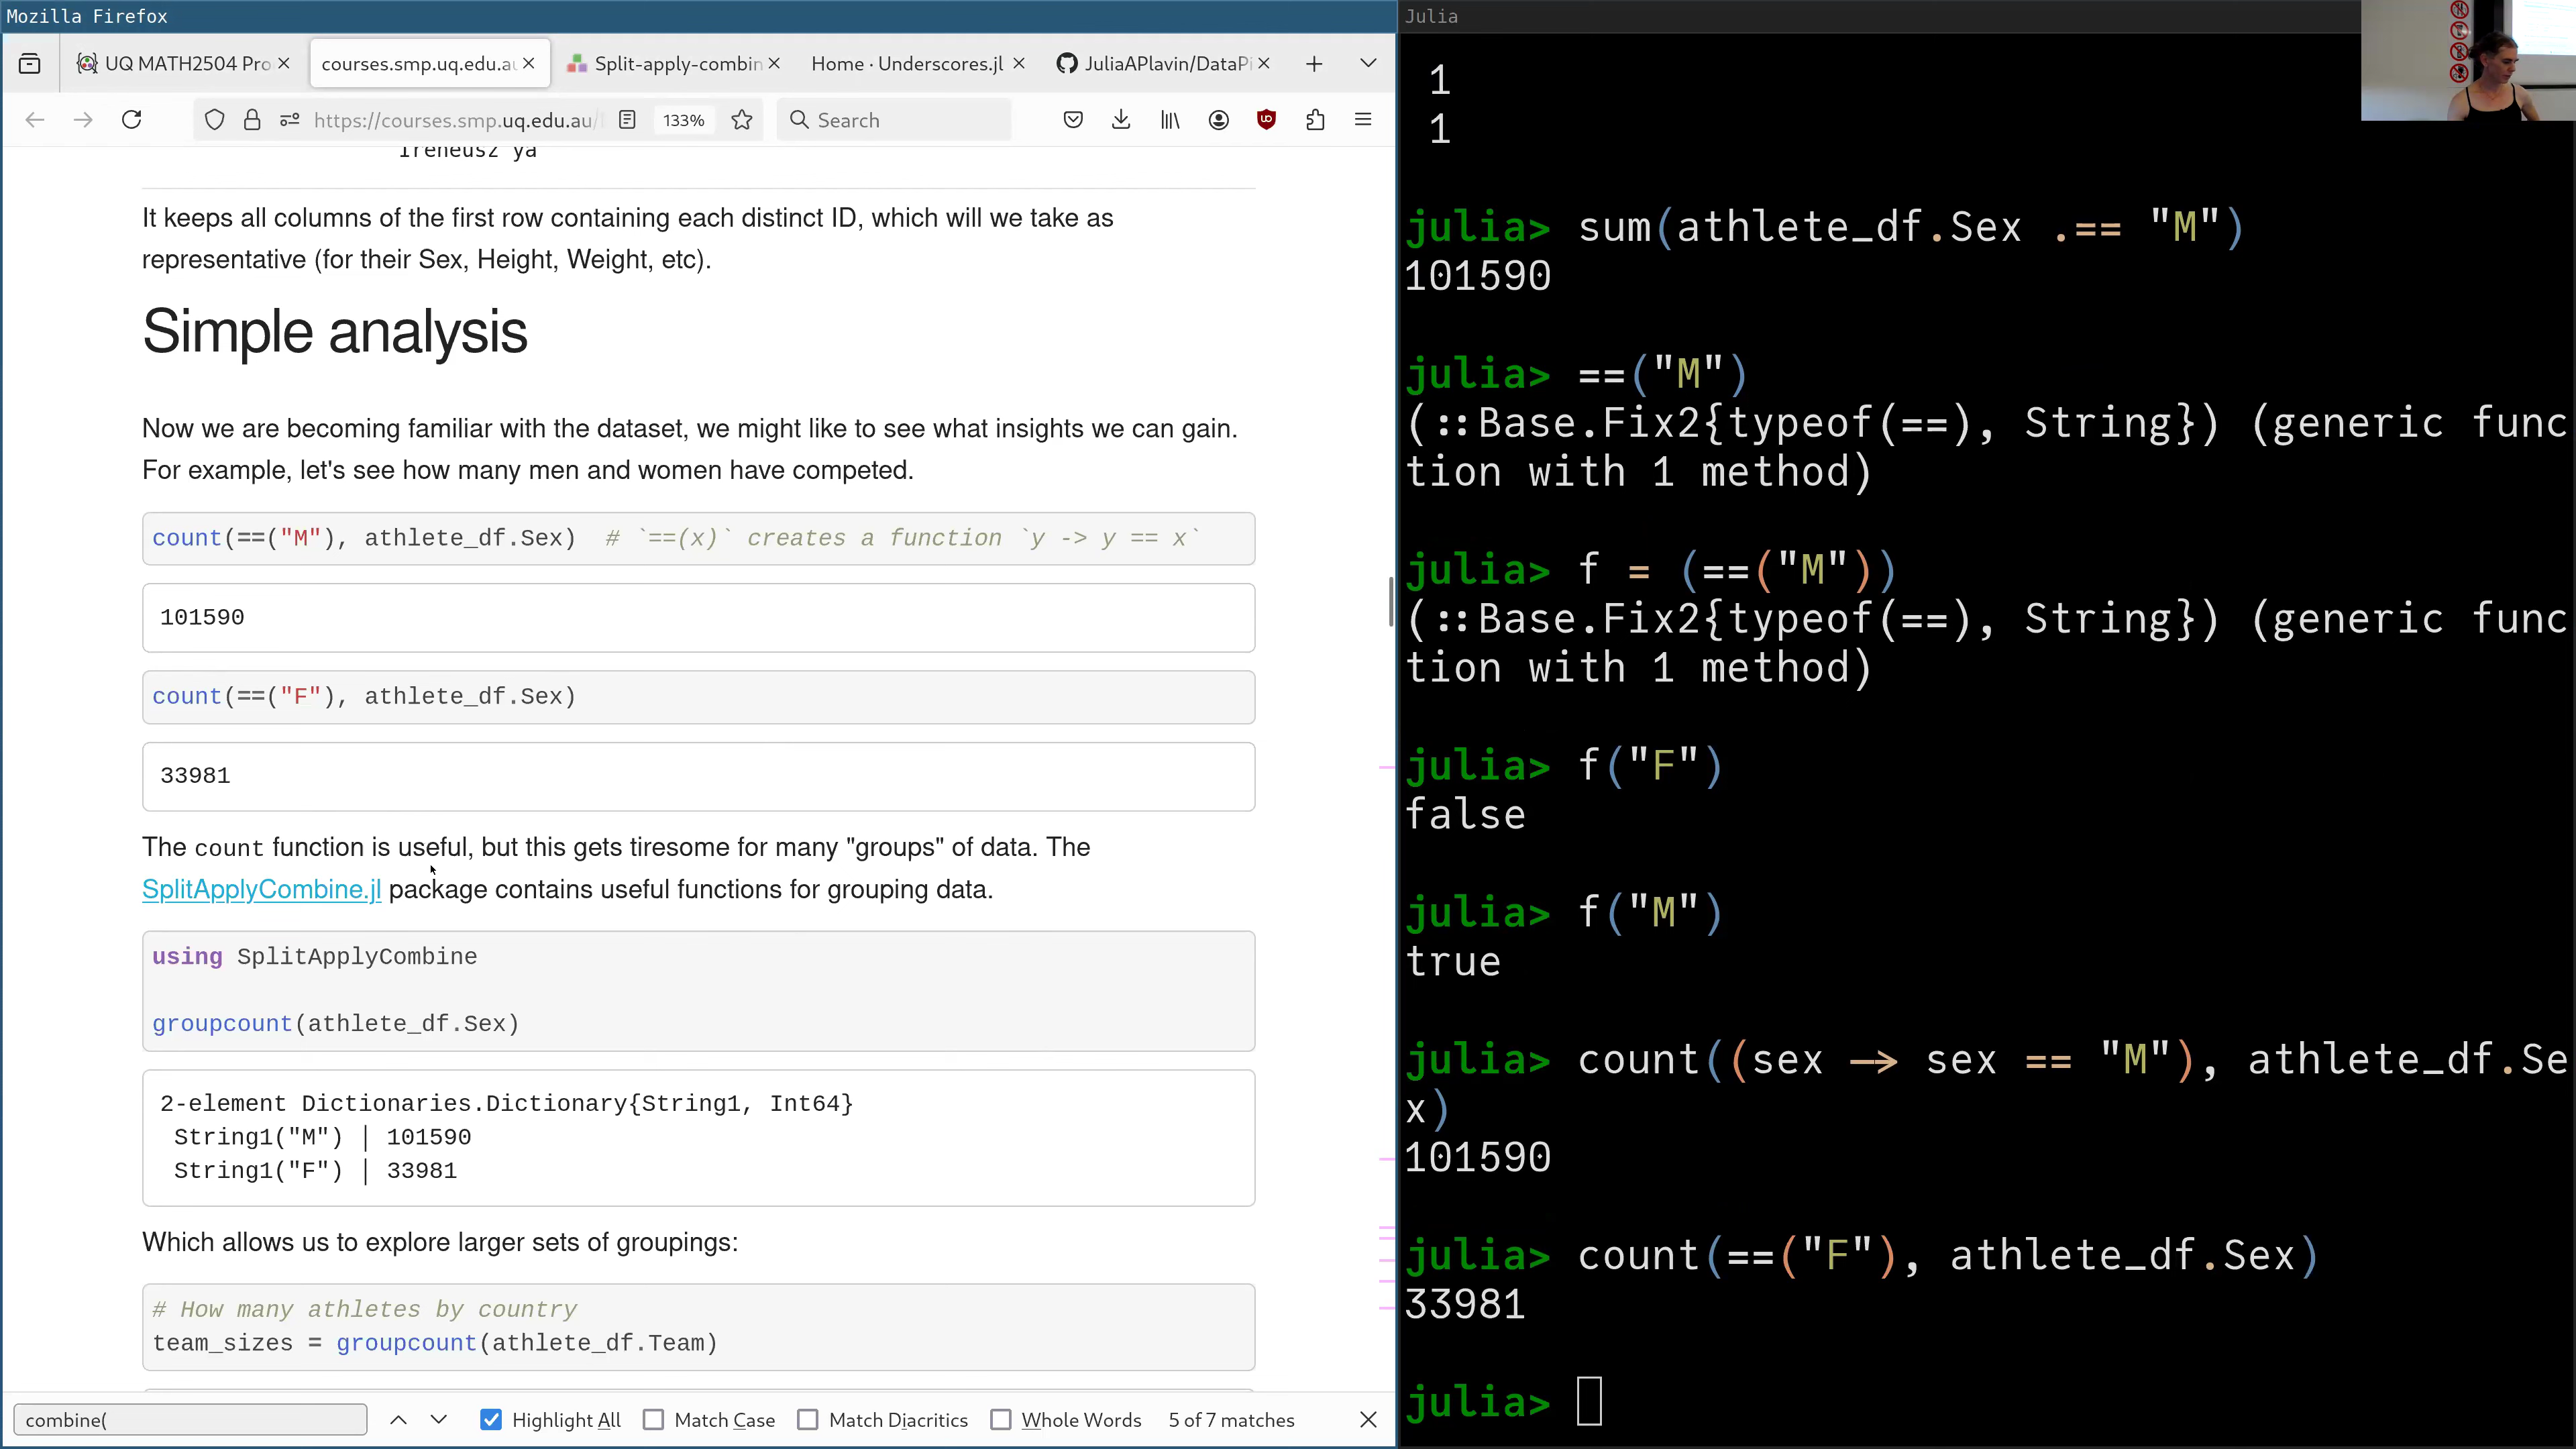 Mozilla Firefox
UQ MATH2504 Pro
courses.smp.uq.edu.au
Split-apply-combin
Home · Underscores.jl
JuliaAPlavin/DataPi
https://courses.smp.uq.edu.au/
133%
Search
Ireneusz ya
It keeps all columns of the first row containing each distinct ID, which will we take as
representative (for their Sex, Height, Weight, etc).
Simple analysis
Now we are becoming familiar with the dataset, we might like to see what insights we can gain.
For example, let's see how many men and women have competed.
count(==("M"), athlete_df.Sex)  # `==(x)` creates a function `y -> y == x`
101590
count(==("F"), athlete_df.Sex)
33981
The count function is useful, but this gets tiresome for many "groups" of data. The
SplitApplyCombine.jl package contains useful functions for grouping data.
using SplitApplyCombine
groupcount(athlete_df.Sex)
2-element Dictionaries.Dictionary{String1, Int64}
String1("M") | 101590
String1("F") | 33981
Which allows us to explore larger sets of groupings:
# How many athletes by country
team_sizes = groupcount(athlete_df.Team)
combine(
Highlight All
Match Case
Match Diacritics
Whole Words
5 of 7 matches
Julia
1
1
julia> sum(athlete_df.Sex .== "M")
101590
julia> ==("M")
(::Base.Fix2{typeof(==), String}) (generic func
tion with 1 method)
julia> f = (==("M"))
(::Base.Fix2{typeof(==), String}) (generic func
tion with 1 method)
julia> f("F")
false
julia> f("M")
true
julia> count((sex -> sex == "M"), athlete_df.Se
x)
101590
julia> count(==("F"), athlete_df.Sex)
33981
julia>